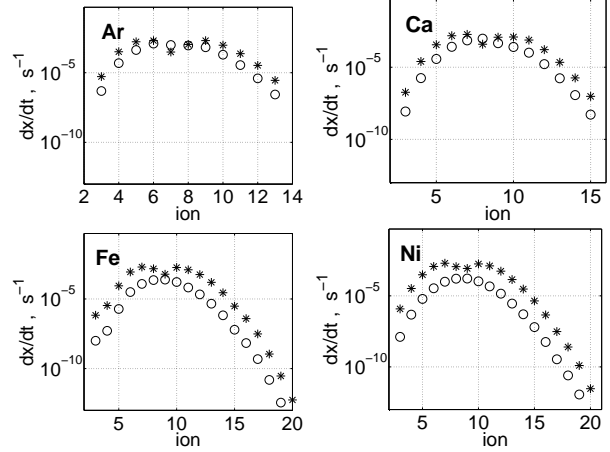 Ar
dx/dt , s⁻¹
10⁻⁵
10⁻¹⁰
2 4 6 8 10 12 14
ion
Ca
dx/dt , s⁻¹
10⁻⁵
10⁻¹⁰
5 10 15
ion
Fe
dx/dt , s⁻¹
10⁻⁵
10⁻¹⁰
5 10 15 20
ion
Ni
dx/dt , s⁻¹
10⁻⁵
10⁻¹⁰
5 10 15 20
ion